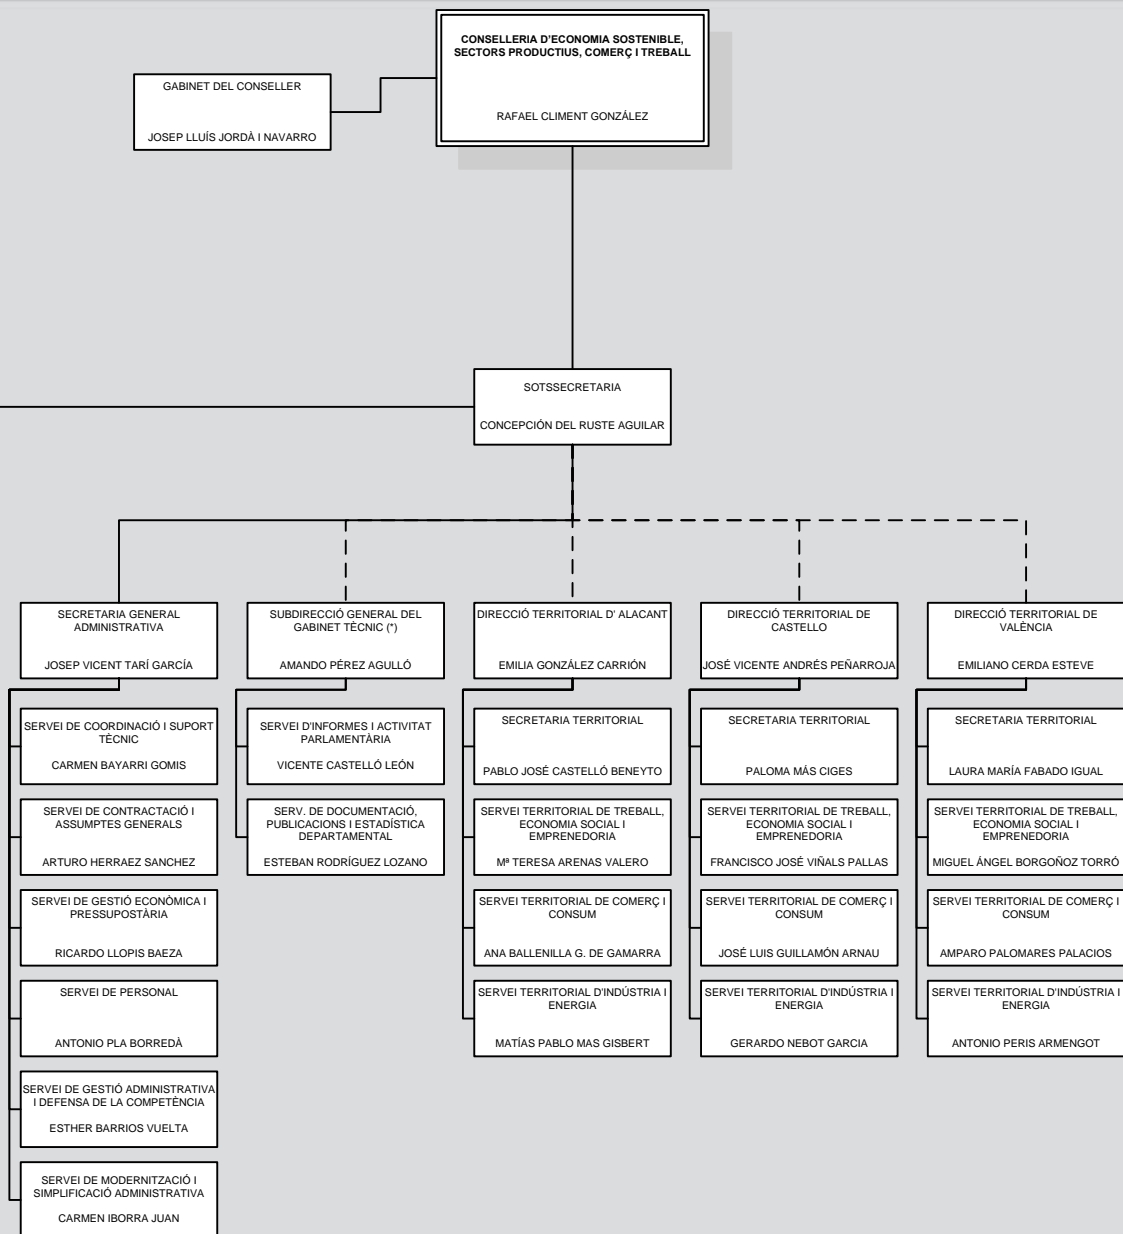 CONSELLERIA D'ECONOMIA SOSTENIBLE,
SECTORS PRODUCTIUS, COMERÇ I TREBALL
RAFAEL CLIMENT GONZÁLEZ
GABINET DEL CONSELLER
JOSEP LLUÍS JORDÀ I NAVARRO
SOTSSECRETARIA
CONCEPCIÓN DEL RUSTE AGUILAR
SECRETARIA GENERAL
ADMINISTRATIVA
JOSEP VICENT TARÍ GARCÍA
SERVEI DE COORDINACIÓ I SUPORT
TÈCNIC
CARMEN BAYARRI GOMIS
SERVEI DE CONTRACTACIÓ I
ASSUMPTES GENERALS
ARTURO HERRAEZ SANCHEZ
SERVEI DE GESTIÓ ECONÒMICA I
PRESSUPOSTÀRIA
RICARDO LLOPIS BAEZA
SERVEI DE PERSONAL
ANTONIO PLA BORREDÀ
SERVEI DE GESTIÓ ADMINISTRATIVA
I DEFENSA DE LA COMPETÈNCIA
ESTHER BARRIOS VUELTA
SERVEI DE MODERNITZACIÓ I
SIMPLIFICACIÓ ADMINISTRATIVA
CARMEN IBORRA JUAN
SUBDIRECCIÓ GENERAL DEL
GABINET TÈCNIC (*)
AMANDO PÉREZ AGULLÓ
SERVEI D'INFORMES I ACTIVITAT
PARLAMENTÀRIA
VICENTE CASTELLÓ LEÓN
SERV. DE DOCUMENTACIÓ,
PUBLICACIONS I ESTADÍSTICA
DEPARTAMENTAL
ESTEBAN RODRÍGUEZ LOZANO
DIRECCIÓ TERRITORIAL D' ALACANT
EMILIA GONZÁLEZ CARRIÓN
SECRETARIA TERRITORIAL
PABLO JOSÉ CASTELLÓ BENEYTO
SERVEI TERRITORIAL DE TREBALL,
ECONOMIA SOCIAL I
EMPRENEDORIA
Mª TERESA ARENAS VALERO
SERVEI TERRITORIAL DE COMERÇ I
CONSUM
ANA BALLENILLA G. DE GAMARRA
SERVEI TERRITORIAL D'INDÚSTRIA I
ENERGIA
MATÍAS PABLO MAS GISBERT
DIRECCIÓ TERRITORIAL DE
CASTELLO
JOSÉ VICENTE ANDRÉS PEÑARROJA
SECRETARIA TERRITORIAL
PALOMA MÁS CIGES
SERVEI TERRITORIAL DE TREBALL,
ECONOMIA SOCIAL I
EMPRENEDORIA
FRANCISCO JOSÉ VIÑALS PALLAS
SERVEI TERRITORIAL DE COMERÇ I
CONSUM
JOSÉ LUIS GUILLAMÓN ARNAU
SERVEI TERRITORIAL D'INDÚSTRIA I
ENERGIA
GERARDO NEBOT GARCIA
DIRECCIÓ TERRITORIAL DE
VALÈNCIA
EMILIANO CERDA ESTEVE
SECRETARIA TERRITORIAL
LAURA MARÍA FABADO IGUAL
SERVEI TERRITORIAL DE TREBALL,
ECONOMIA SOCIAL I
EMPRENEDORIA
MIGUEL ÁNGEL BORGOÑOZ TORRÓ
SERVEI TERRITORIAL DE COMERÇ I
CONSUM
AMPARO PALOMARES PALACIOS
SERVEI TERRITORIAL D'INDÚSTRIA I
ENERGIA
ANTONIO PERIS ARMENGOT